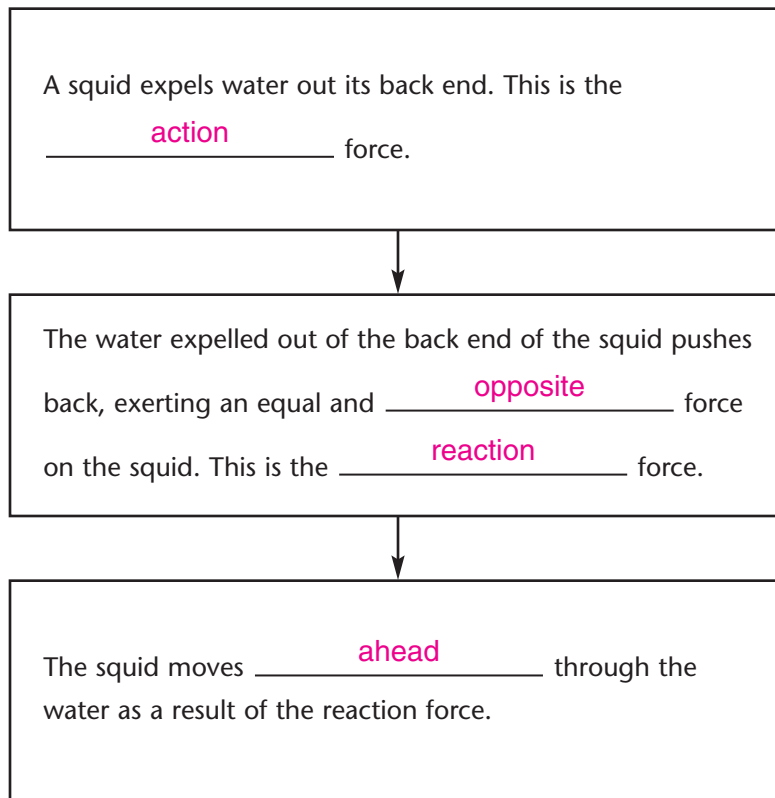 A squid expels water out its back end. This is the
action force.
The water expelled out of the back end of the squid pushes
back, exerting an equal and opposite force
on the squid. This is the reaction force.
The squid moves ahead through the
water as a result of the reaction force.